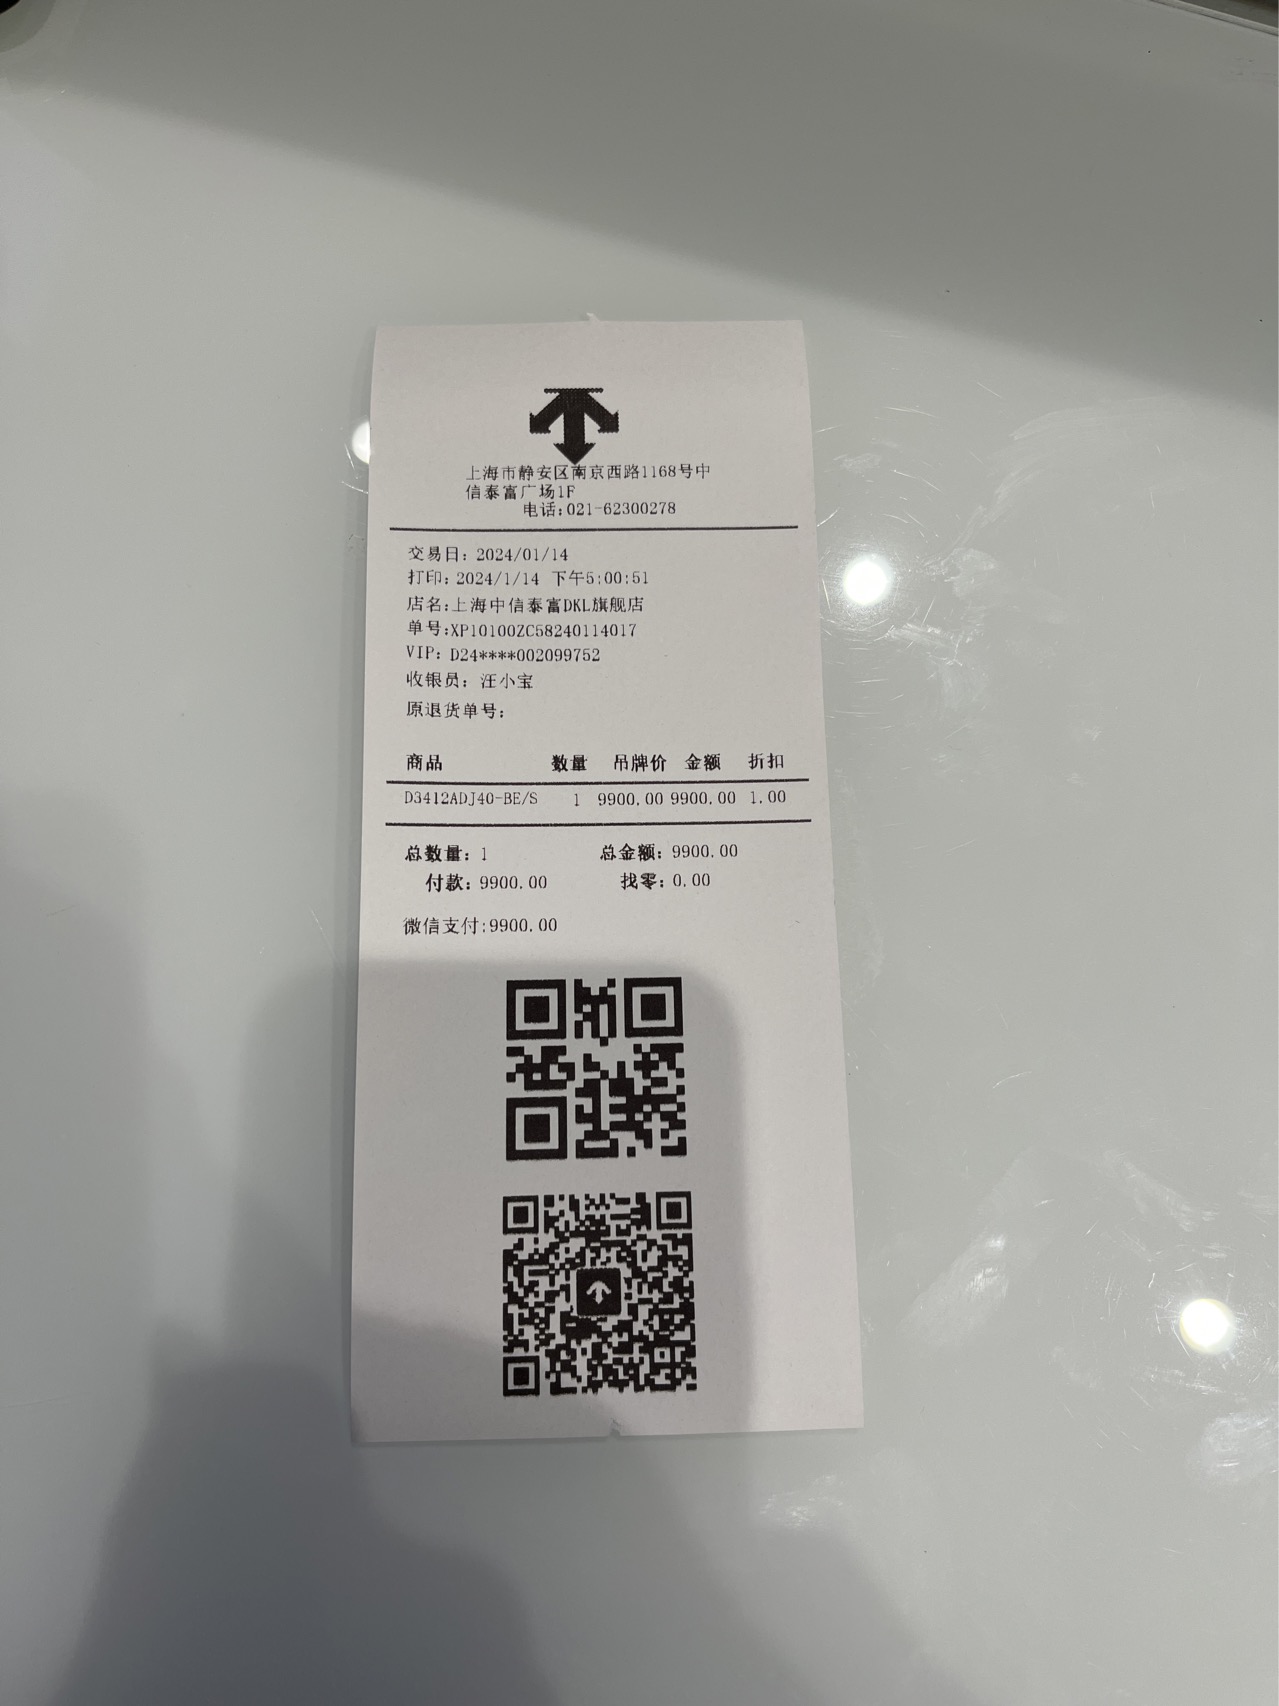 上海市静安区南京西路1168号中
信泰富广场1F
电话:021-62300278
交易日: 2024/01/14
打印: 2024/1/14 下午5:00:51
店名:上海中信泰富DKL旗舰店
单号:XP10100ZC58240114017
VIP: D24****002099752
收银员: 汪小宝
原退货单号:
商品 数量 吊牌价 金额 折扣
D3412ADJ40-BE/S 1 9900.00 9900.00 1.00
总数量: 1 总金额: 9900.00
付款: 9900.00 找零: 0.00
微信支付:9900.00